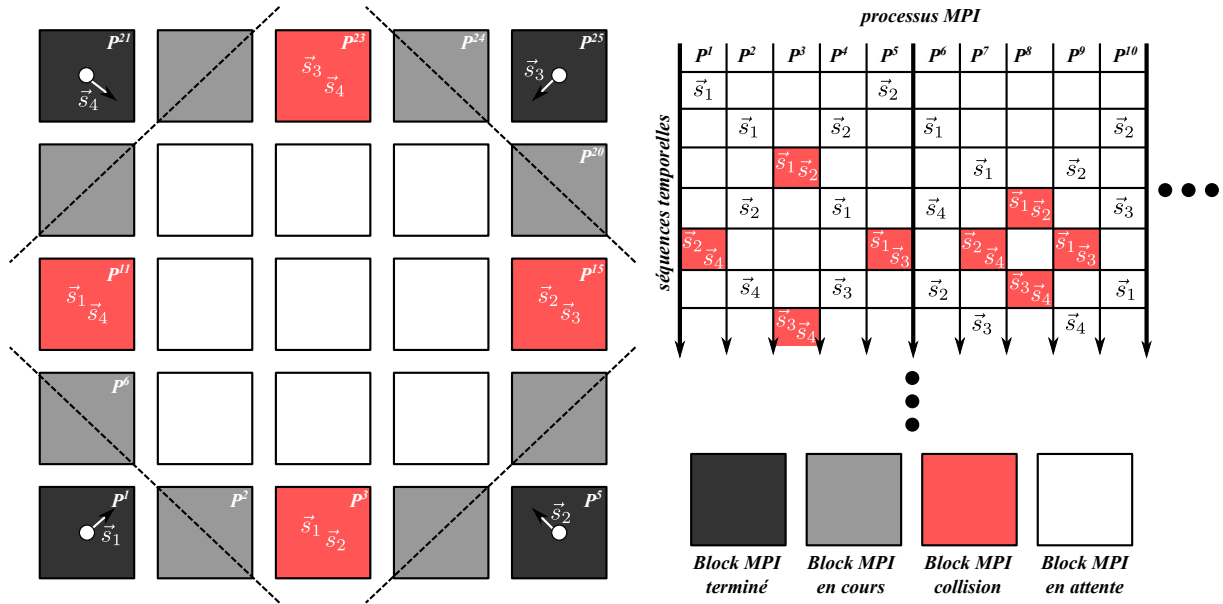 P²¹
P²³
P²⁴
P²⁵
s⃗₄
s⃗₃
s⃗₄
s⃗₃
P²⁰
P¹¹
s⃗₁
s⃗₄
P¹⁵
s⃗₂
s⃗₃
P⁶
P¹
s⃗₁
P²
P³
s⃗₁
s⃗₂
P⁵
s⃗₂
processus MPI
séquences temporelles
P¹ P² P³ P⁴ P⁵ P⁶ P⁷ P⁸ P⁹ P¹⁰
s⃗₁ s⃗₂
s⃗₁ s⃗₂ s⃗₁ s⃗₂
s⃗₁ s⃗₂ s⃗₁ s⃗₂
s⃗₂ s⃗₁ s⃗₄ s⃗₁ s⃗₂ s⃗₃
s⃗₂ s⃗₄ s⃗₁ s⃗₃ s⃗₂ s⃗₄ s⃗₁ s⃗₃
s⃗₄ s⃗₃ s⃗₂ s⃗₃ s⃗₄ s⃗₁
s⃗₃ s⃗₄ s⃗₃ s⃗₄
Block MPI
terminé
Block MPI
en cours
Block MPI
collision
Block MPI
en attente